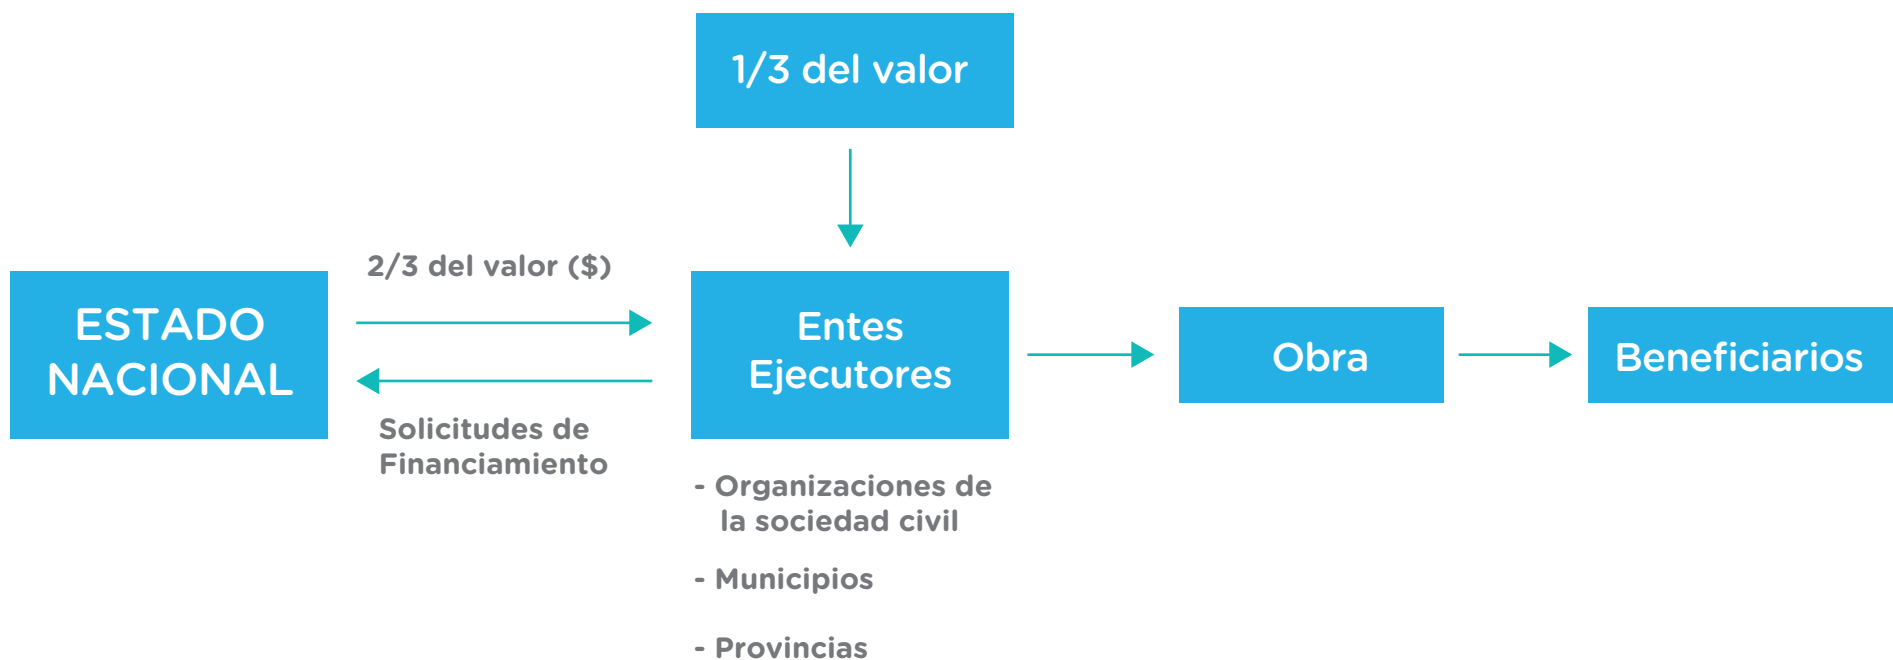 1/3 del valor
2/3 del valor ($)
ESTADO
NACIONAL
Solicitudes de
Financiamiento
Entes
Ejecutores
- Organizaciones de
la sociedad civil
- Municipios
- Provincias
Obra
Beneficiarios